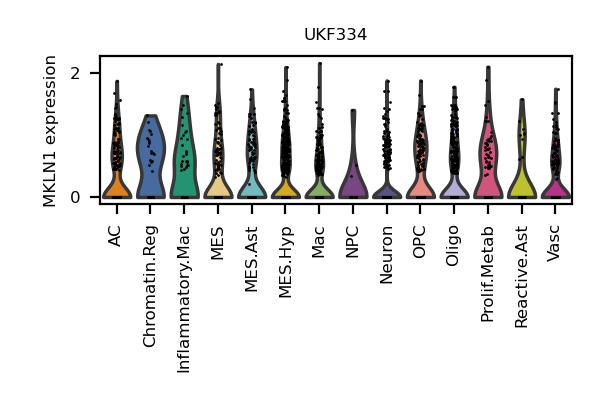 UKF334
MKLN1 expression
2
0
AC
Chromatin.Reg
Inflammatory.Mac
MES
MES.Ast
MES.Hyp
Mac
NPC
Neuron
OPC
Oligo
Prolif.Metab
Reactive.Ast
Vasc